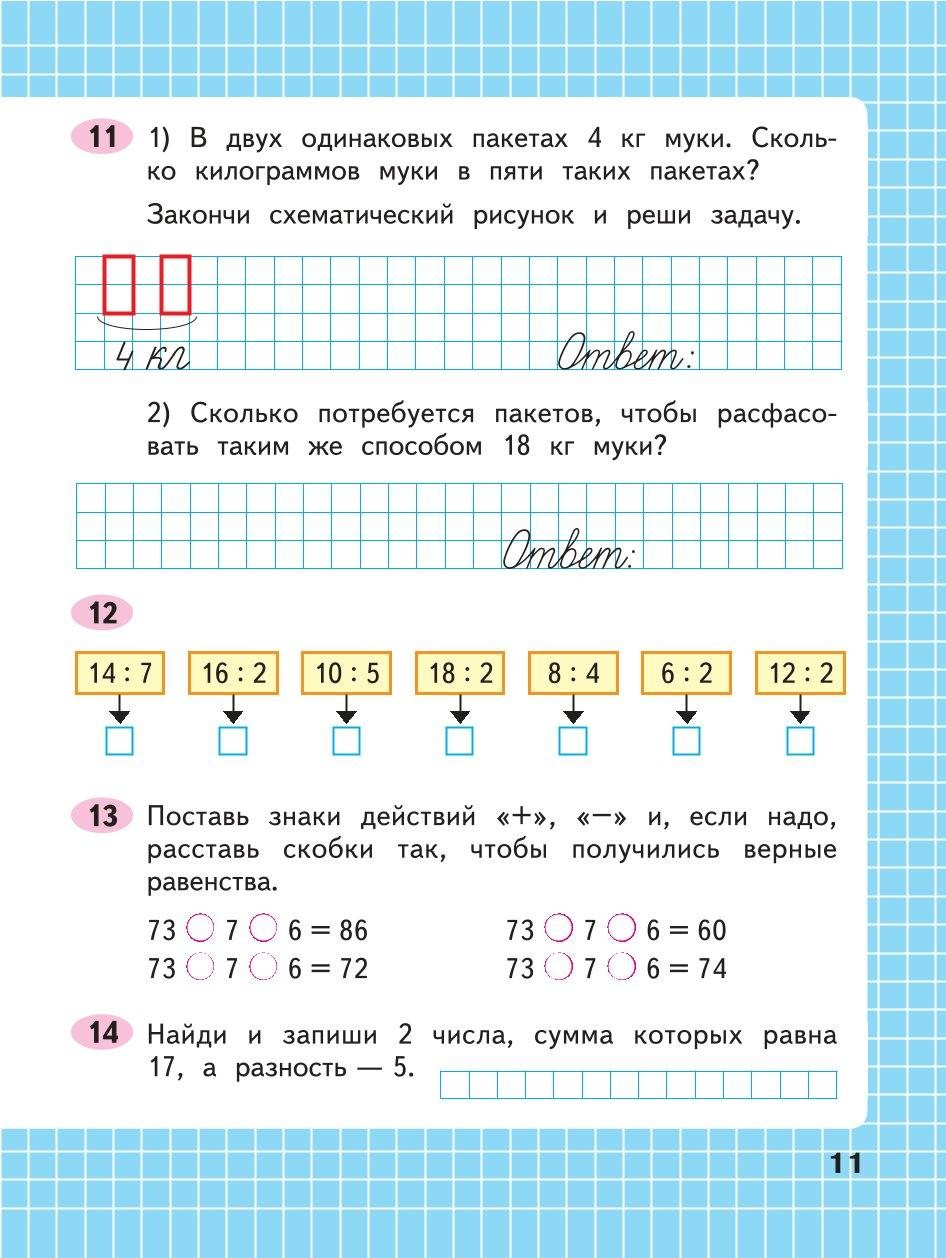 11 1) В двух одинаковых пакетах 4 кг муки. Сколь-
ко килограммов муки в пяти таких пакетах?
Закончи схематический рисунок и реши задачу.
4 кг Ответ:
2) Сколько потребуется пакетов, чтобы расфасо-
вать таким же способом 18 кг муки?
Ответ:
12
14 : 7 16 : 2 10 : 5 18 : 2 8 : 4 6 : 2 12 : 2
13 Поставь знаки действий «+», «−» и, если надо,
расставь скобки так, чтобы получились верные
равенства.
73 ○ 7 ○ 6 = 86 73 ○ 7 ○ 6 = 60
73 ○ 7 ○ 6 = 72 73 ○ 7 ○ 6 = 74
14 Найди и запиши 2 числа, сумма которых равна
17, а разность — 5.
11